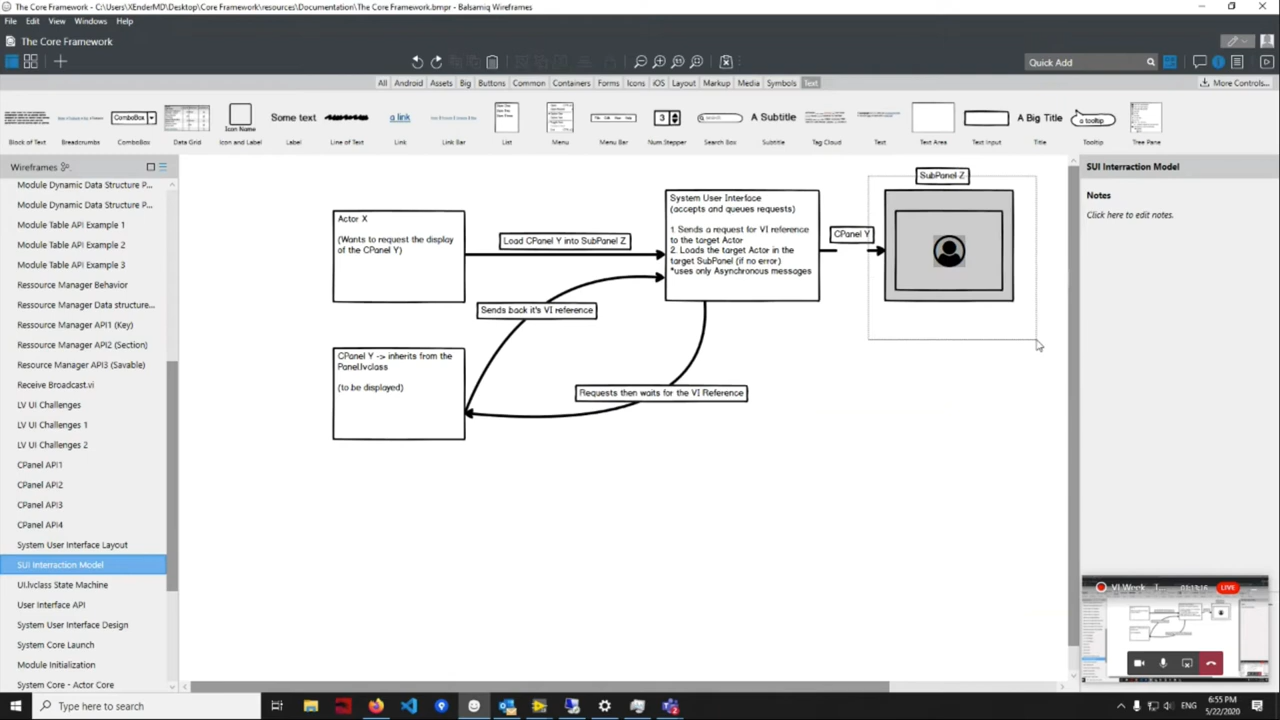 The Core Framework - C:\Users\XEnderMD\Desktop\Core Framework\resources\Documentation\The Core Framework.bmpr - Balsamiq Wireframes
File Edit View Windows Help
The Core Framework
Quick Add
All Android Assets Big Buttons Common Containers Forms Icons iOS Layout Markup Media Symbols Text
More Controls...
ComboBox
Some text
a link
3
A Subtitle
A Big Title
a tooltip
Icon Name
Block of Text Breadcrumbs ComboBox Data Grid Icon and Label Label Line of Text Link Link Bar List Menu Menu Bar Num.Stepper Search Box Subtitle Tag Cloud Text Text Area Text Input Title Tooltip Tree Pane
Wireframes
Module Dynamic Data Structure P...
Module Dynamic Data Structure P...
Module Table API Example 1
Module Table API Example 2
Module Table API Example 3
Ressource Manager Behavior
Ressource Manager Data structure...
Ressource Manager API1 (Key)
Ressource Manager API2 (Section)
Resource Manager API3 (Savable)
Receive Broadcast.vi
LV UI Challenges
LV UI Challenges 1
LV UI Challenges 2
CPanel API1
CPanel API2
CPanel API3
CPanel API4
System User Interface Layout
SUI Interraction Model
UI.lvclass State Machine
User Interface API
System User Interface Design
System Core Launch
Module Initialization
System Core - Actor Core
Actor X
(Wants to request the display
of the CPanel Y)
Load CPanel Y into SubPanel Z
System User Interface
(accepts and queues requests)
1. Sends a request for VI reference
to the target Actor
2. Loads the target Actor in the
target SubPanel (if no error)
*uses only Asynchronous messages
CPanel Y
SubPanel Z
Sends back it's VI reference
CPanel Y -> inherits from the
Panel.lvclass
(to be displayed)
Requests then waits for the VI Reference
SUI Interraction Model
Notes
Click here to edit notes.
VI Week
01:13:16
LIVE
Type here to search
6:55 PM
5/22/2020